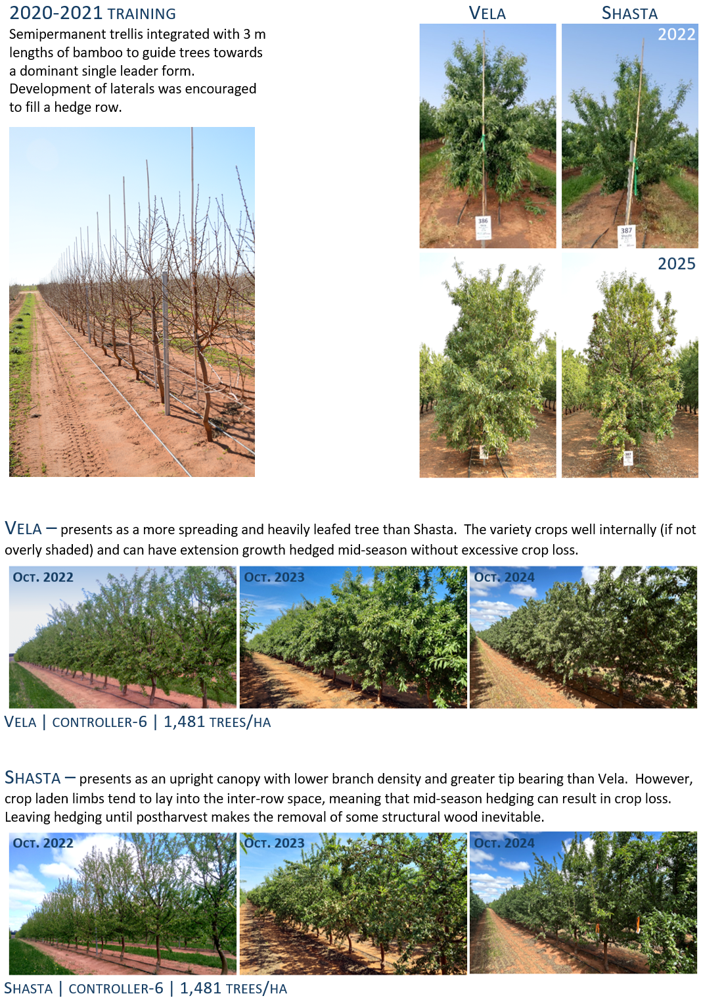 2020-2021 TRAINING
Semipermanent trellis integrated with 3 m
lengths of bamboo to guide trees towards
a dominant single leader form.
Development of laterals was encouraged
to fill a hedge row.
VELA
SHASTA
2022
386
387
Shasta
2025
387
VELA – presents as a more spreading and heavily leafed tree than Shasta. The variety crops well internally (if not
overly shaded) and can have extension growth hedged mid-season without excessive crop loss.
OCT. 2022
OCT. 2023
OCT. 2024
VELA | CONTROLLER-6 | 1,481 TREES/HA
SHASTA – presents as an upright canopy with lower branch density and greater tip bearing than Vela. However,
crop laden limbs tend to lay into the inter-row space, meaning that mid-season hedging can result in crop loss.
Leaving hedging until postharvest makes the removal of some structural wood inevitable.
OCT. 2022
OCT. 2023
OCT. 2024
SHASTA | CONTROLLER-6 | 1,481 TREES/HA